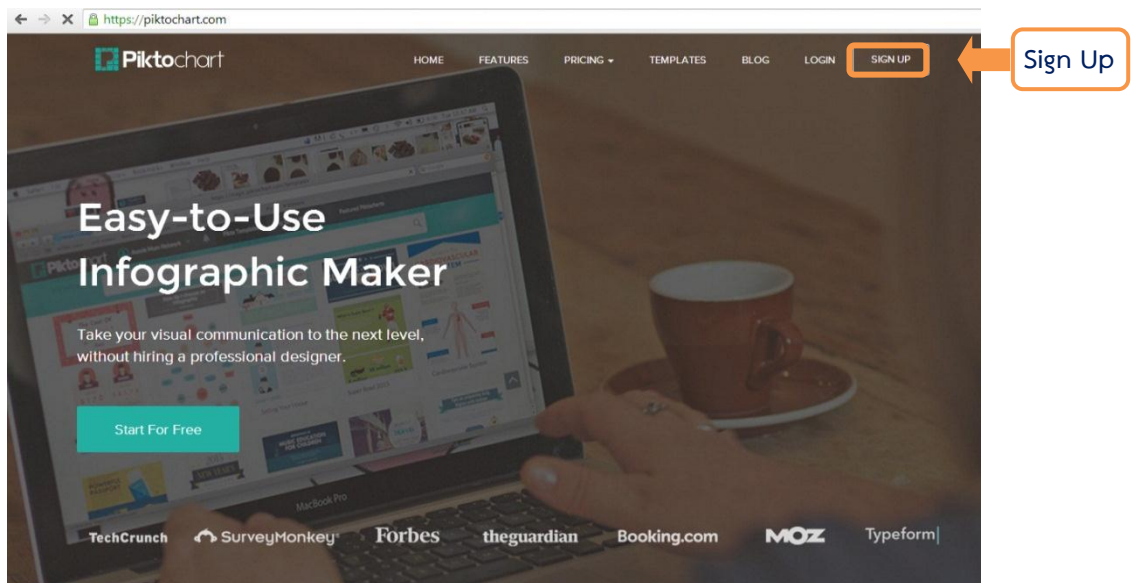 https://piktochart.com
Piktochart
HOME FEATURES PRICING TEMPLATES BLOG LOGIN SIGN UP
Sign Up
Easy-to-Use
Infographic Maker
Take your visual communication to the next level,
without hiring a professional designer.
Start For Free
MacBook Pro
TechCrunch SurveyMonkey Forbes theguardian Booking.com MOZ Typeform